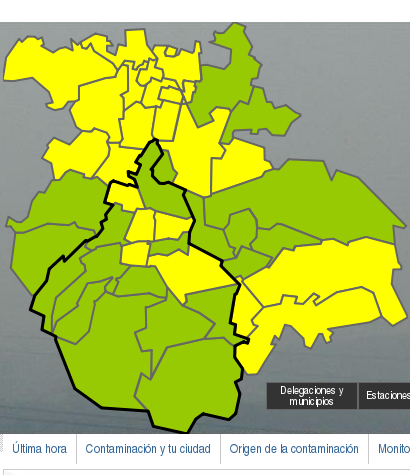 Delegaciones y
municipios
Estaciones
Última hora
Contaminación y tu ciudad
Origen de la contaminación
Monito